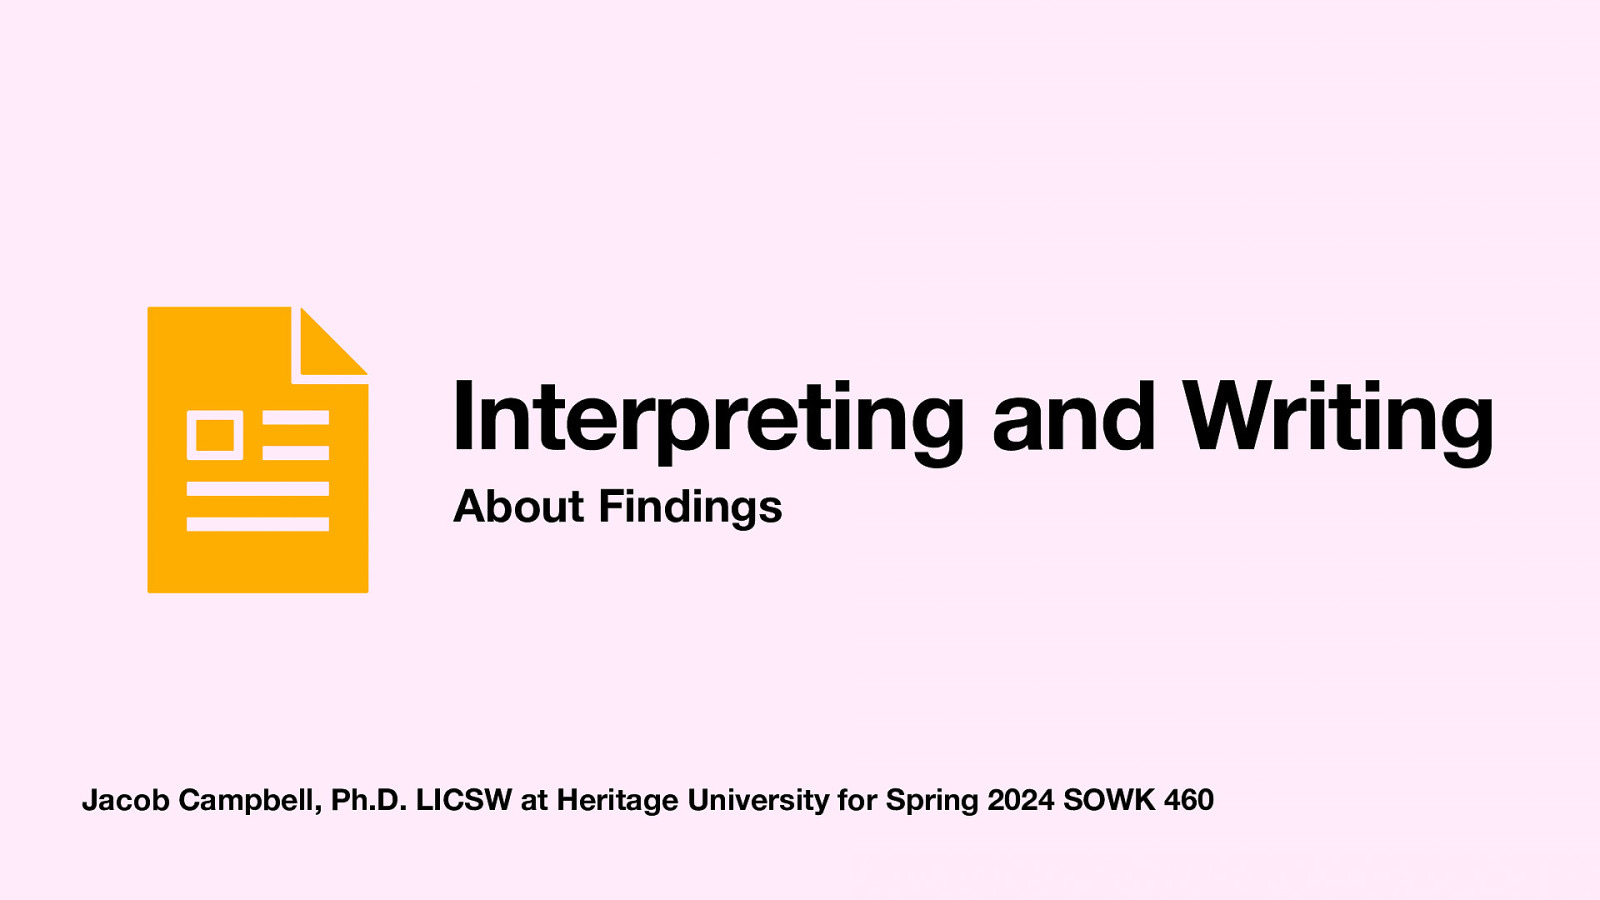 Interpreting and Writing
About Findings
Jacob Campbell, Ph.D. LICSW at Heritage University for Spring 2024 SOWK 460